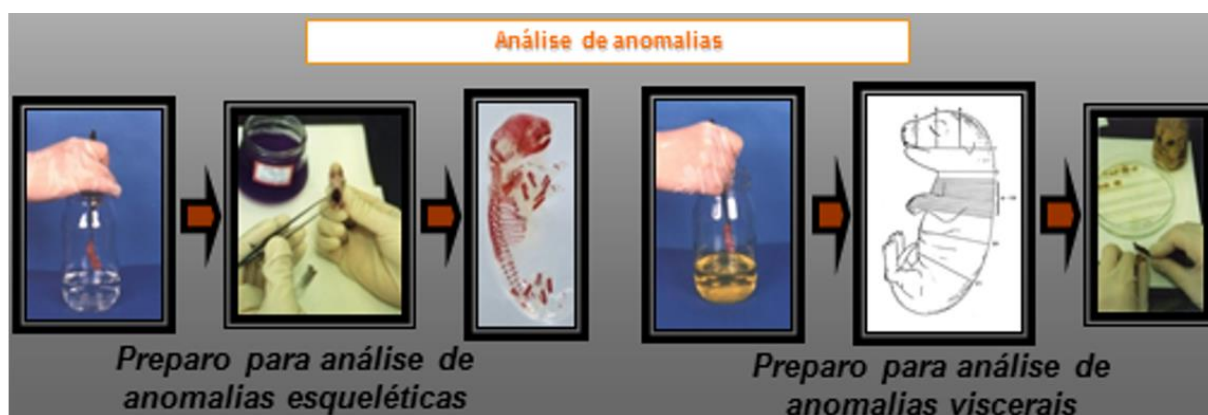 Análise de anomalias
Preparo para análise de
anomalias esqueléticas
Preparo para análise de
anomalias viscerais